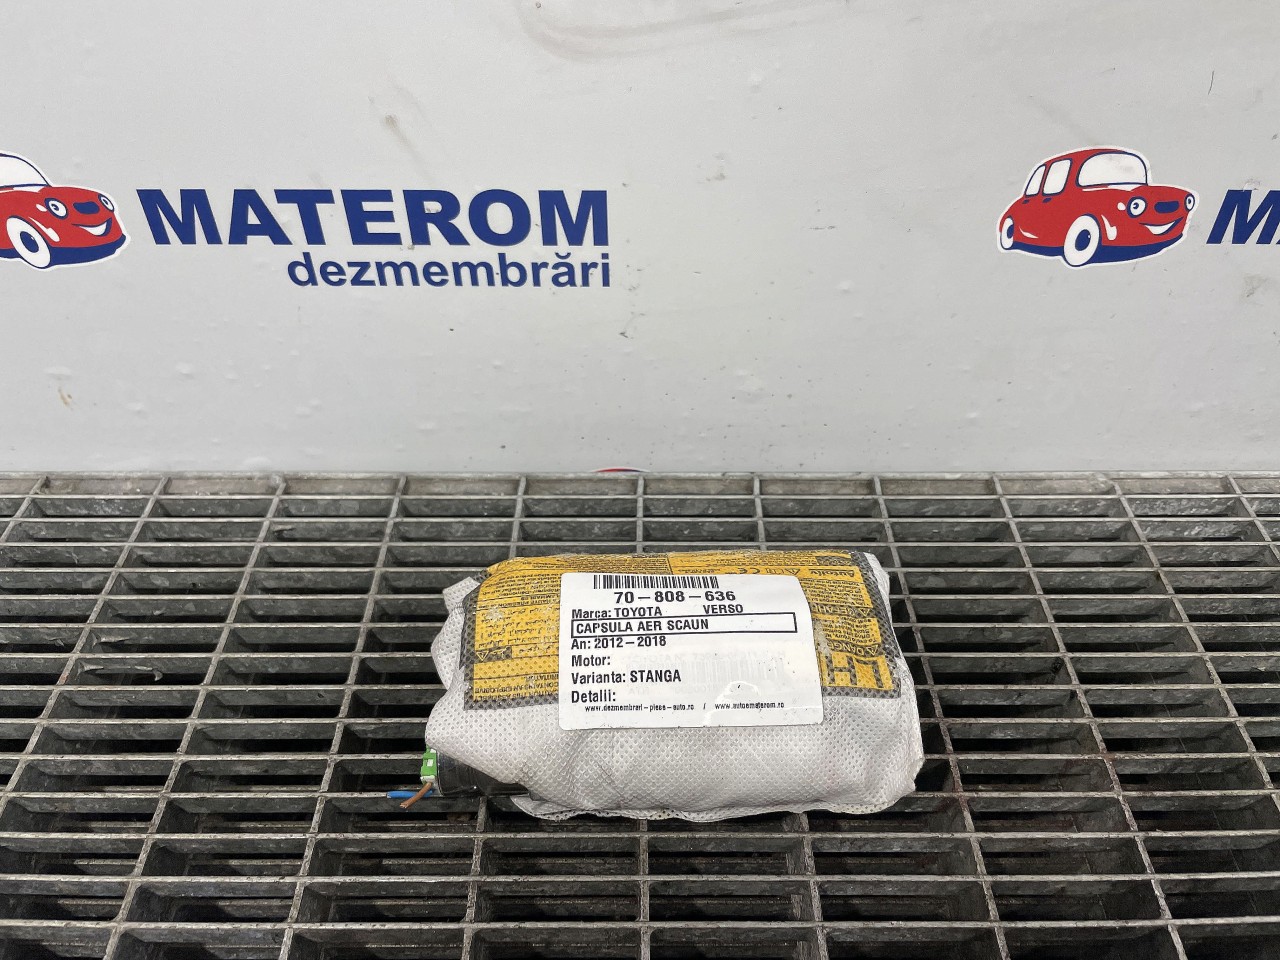 MATEROM
dezmembrări
70-808-636
Marca: TOYOTA VERSO
CAPSULA AER SCAUN
An: 2012-2018
Motor:
Varianta: STANGA
Detalii:
www.dezmembrari-piese-auto.ro / www.autoematerom.ro